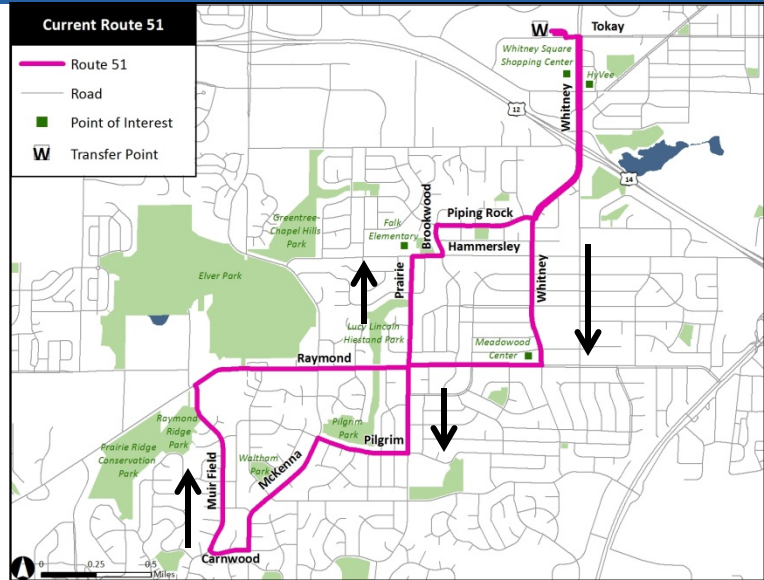 Current Route 51
Route 51
Road
Point of Interest
W Transfer Point
W
Tokay
Whitney Square
Shopping Center
HyVee
Whitney
12
14
Brookwood
Piping Rock
Greentree-
Chapel Hills
Park
Falk
Elementary
Hammersley
Prairie
Whitney
Elver Park
Lucy Lincoln
Hiestand Park
Meadowood
Center
Raymond
Raymond
Ridge
Park
Pilgrim
Park
Pilgrim
Prairie Ridge
Conservation
Park
Muir Field
Waltham
Park
McKenna
Carnwood
0 0.25 0.5
Miles